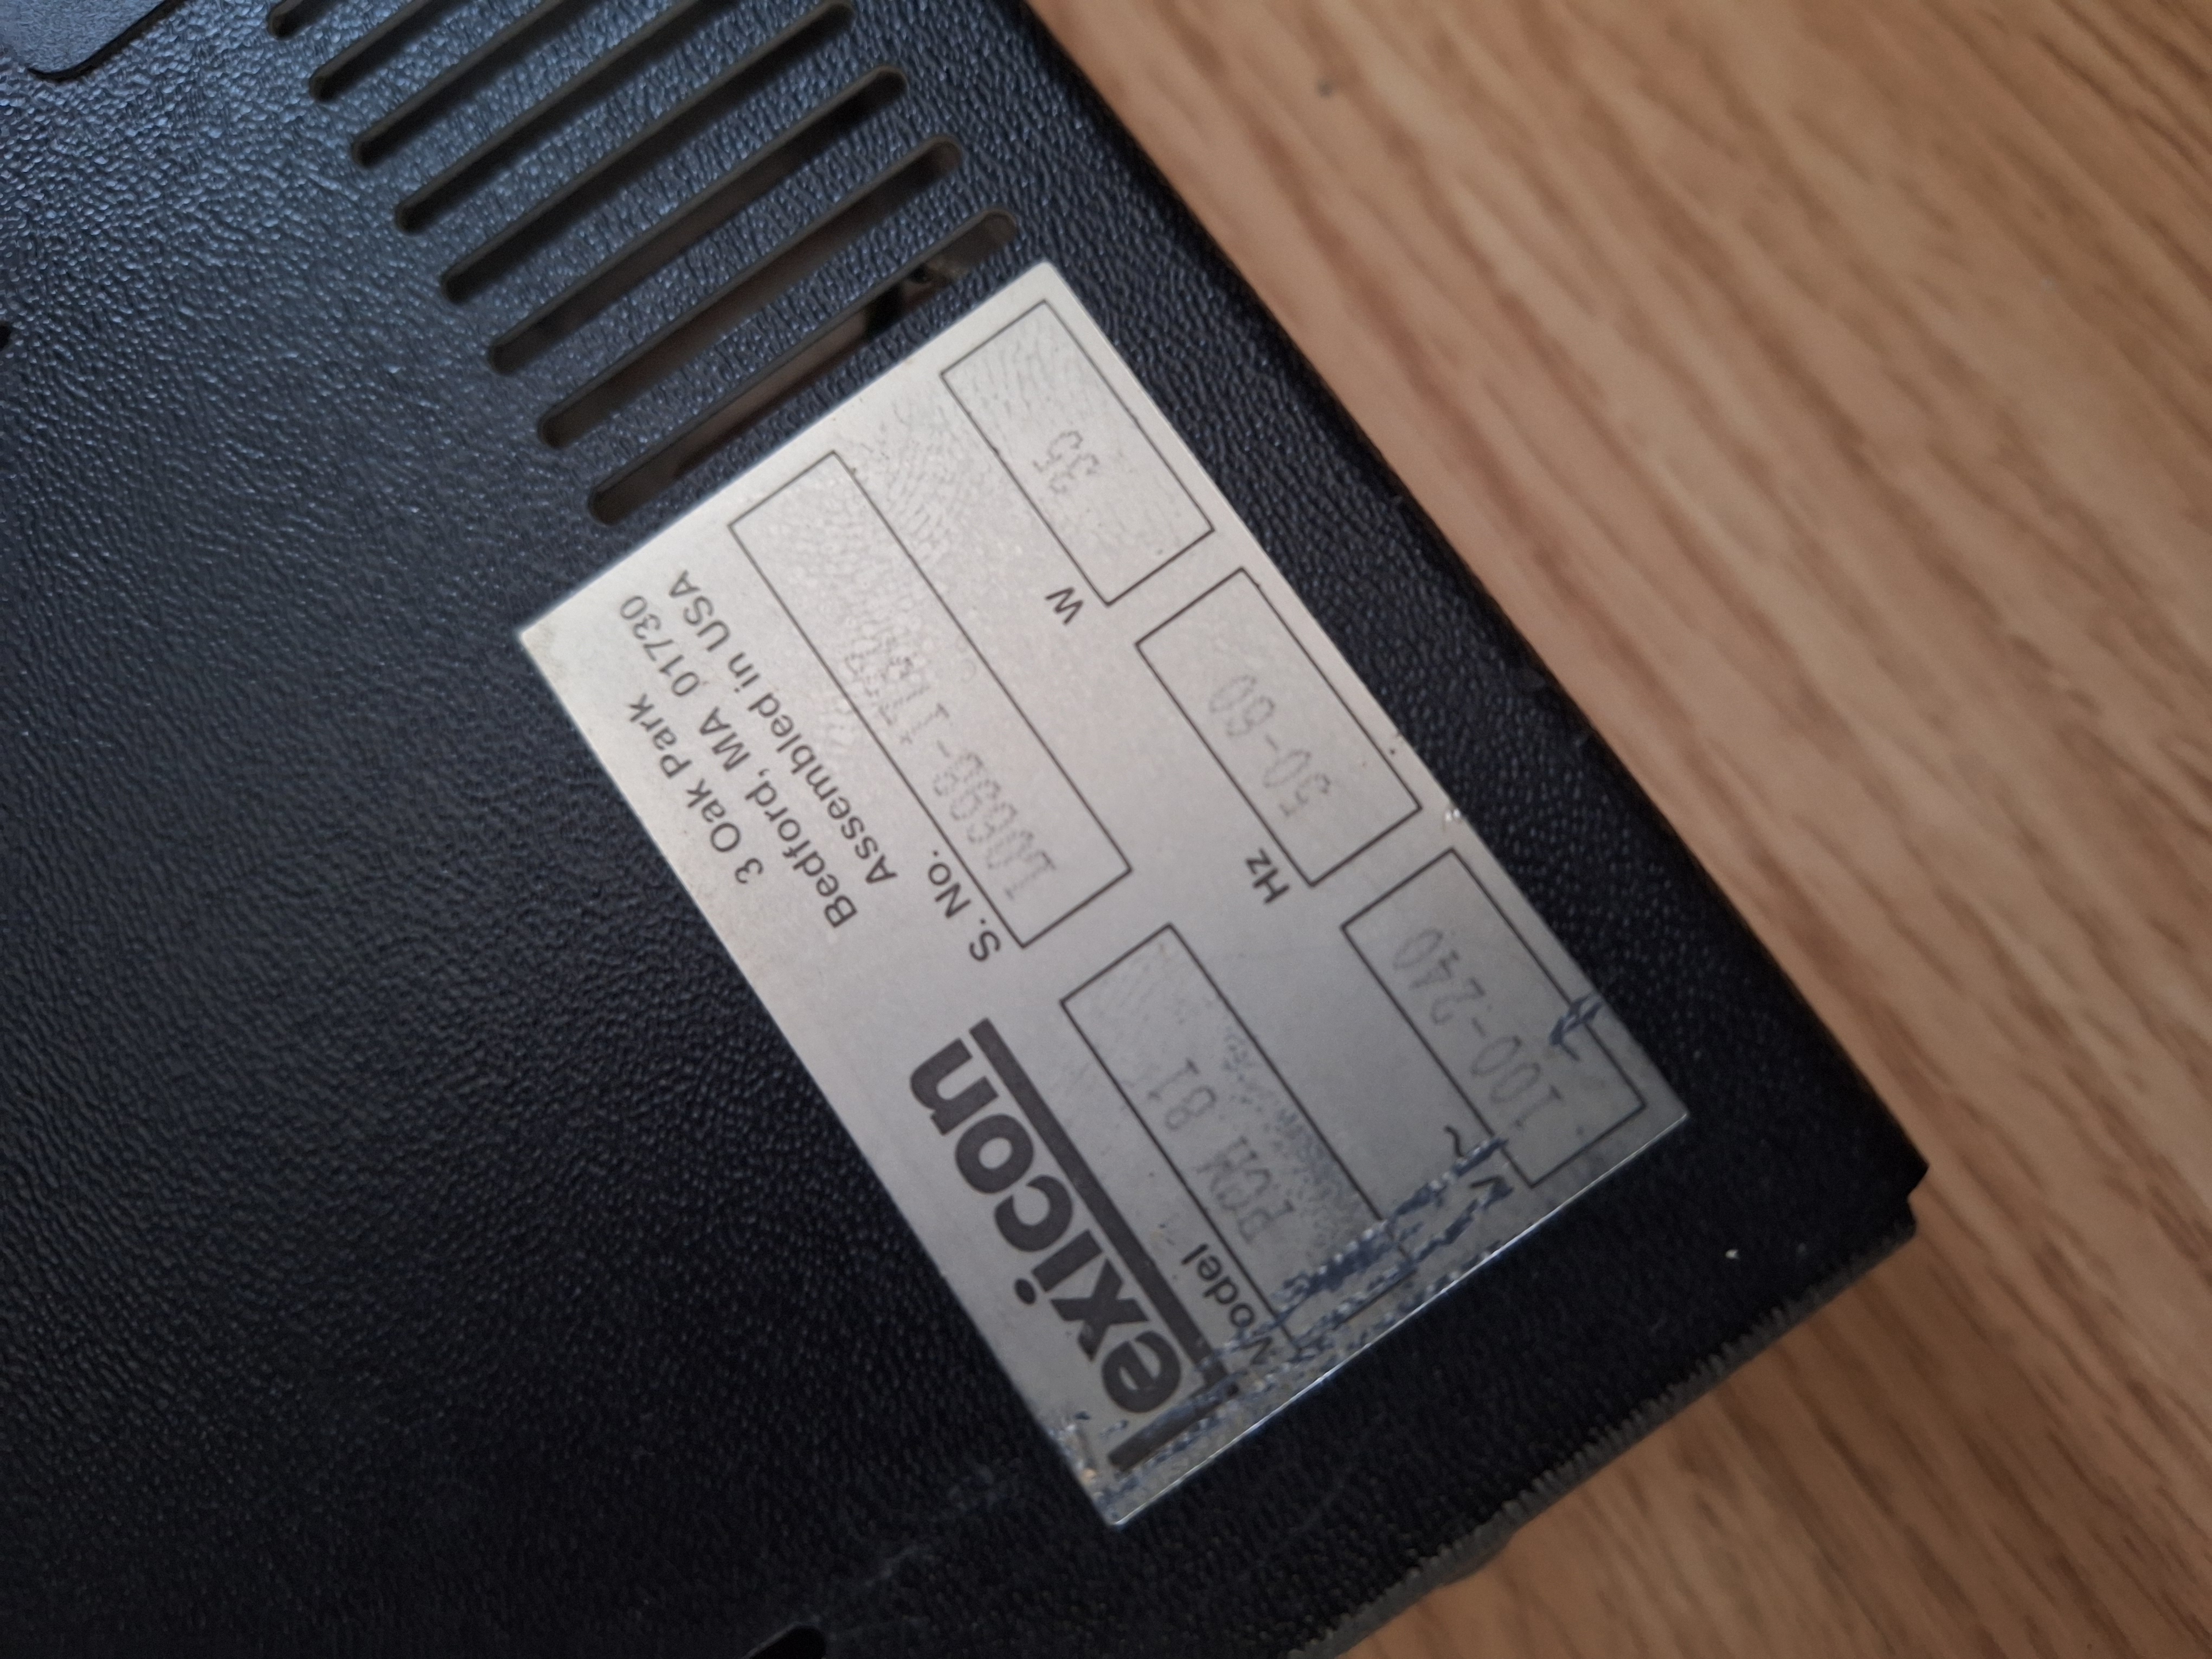 lexicon
3 Oak Park
Bedford, MA 01730
Assembled in USA
Model
PCM 81
S. No.
V~
100-240
Hz
50-60
W
35